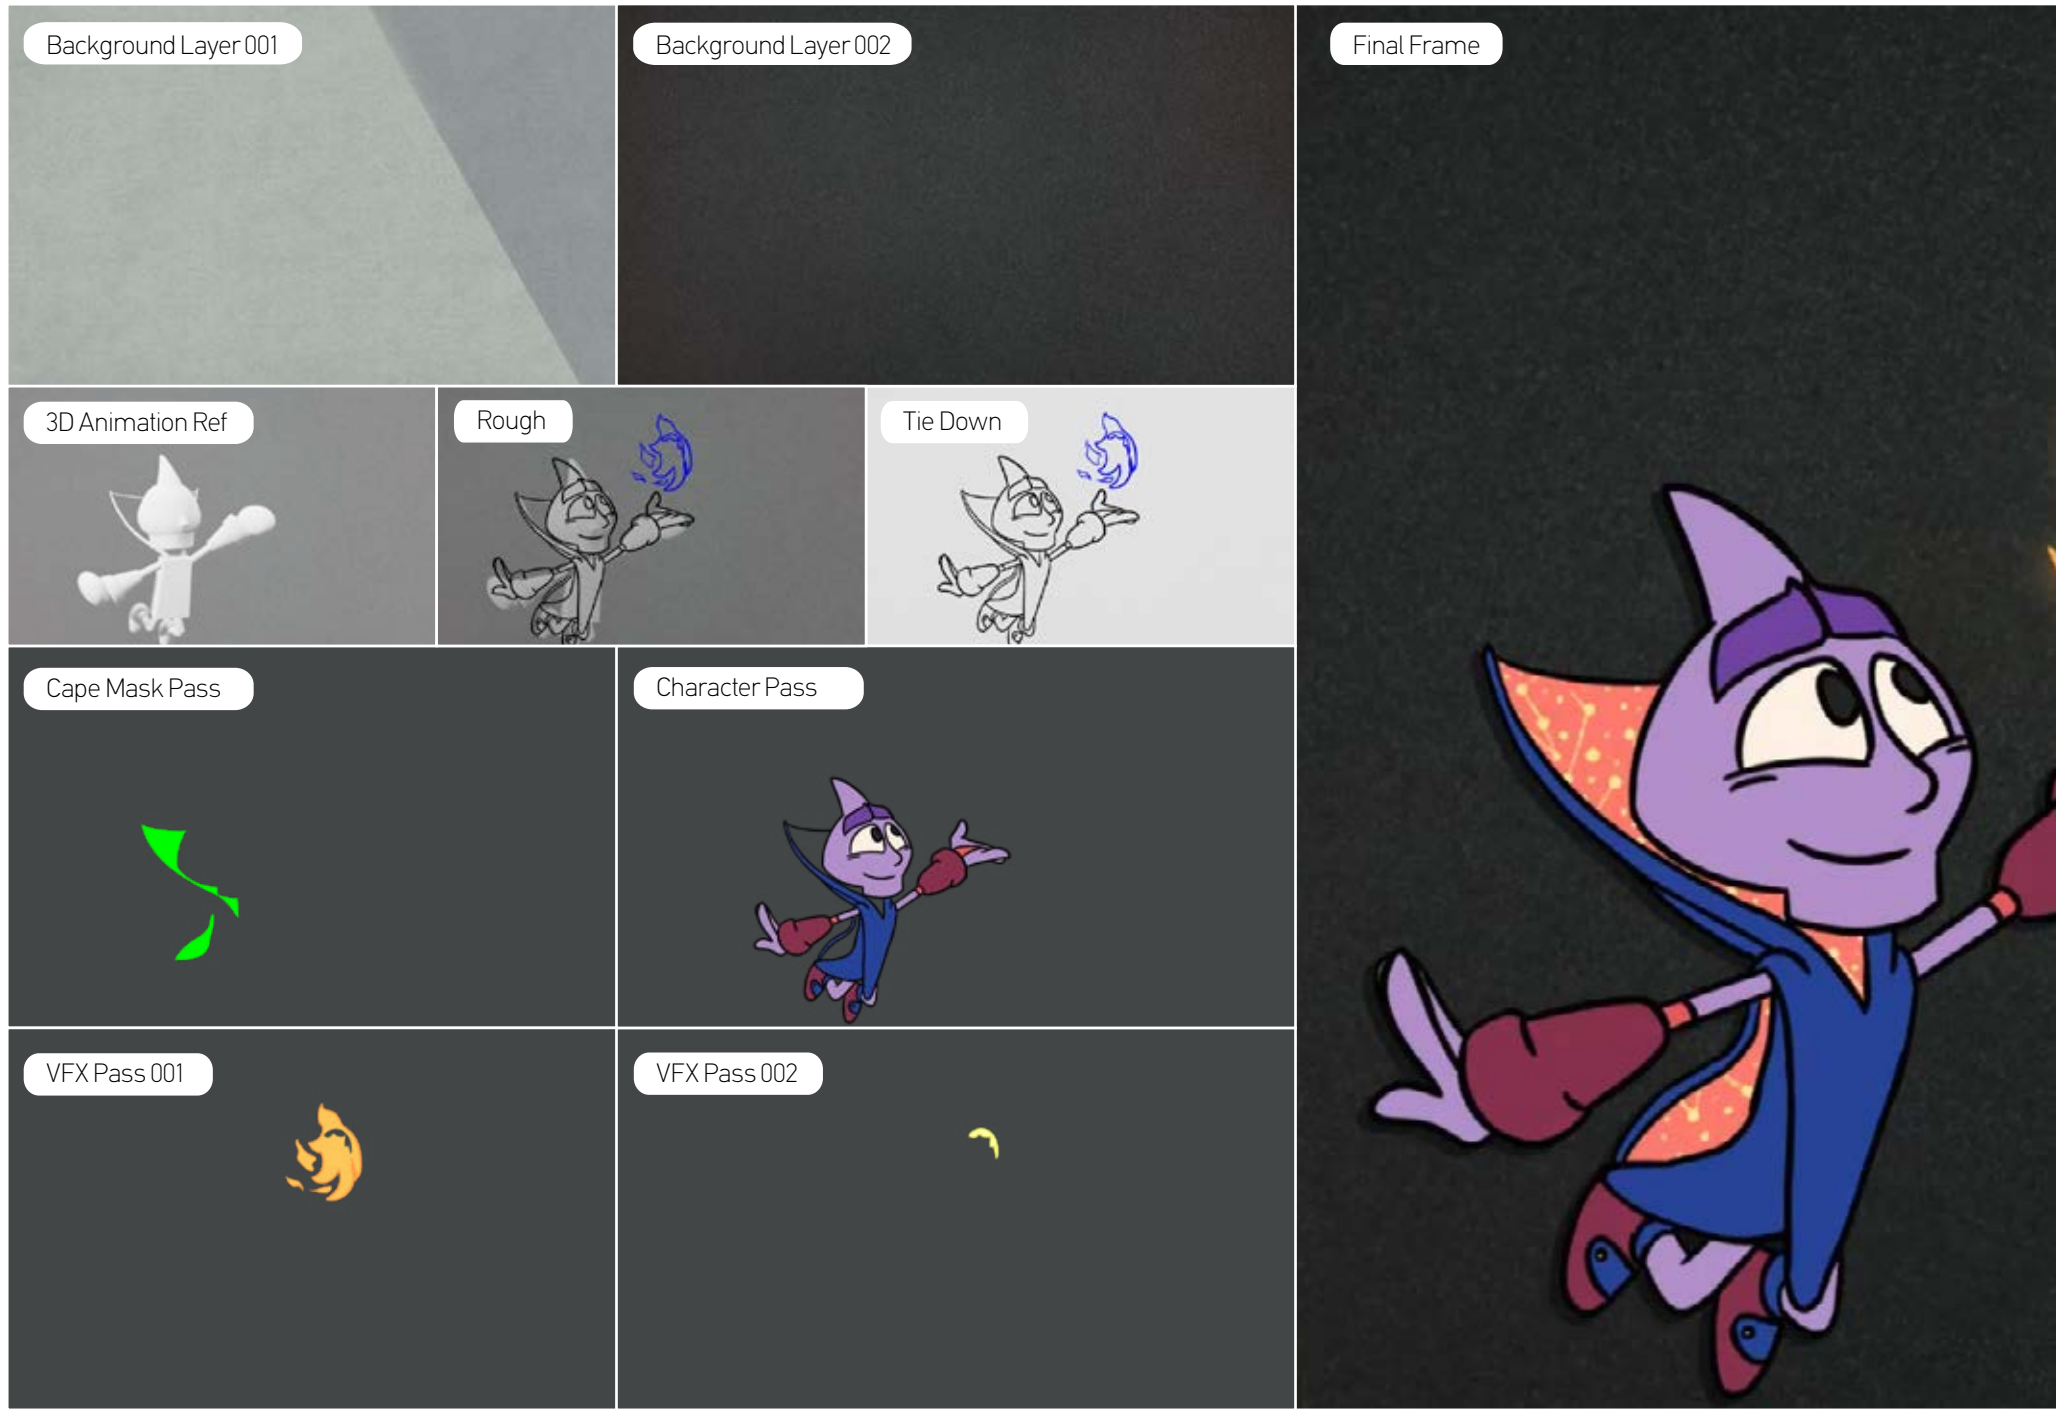 Background Layer 001
Background Layer 002
Final Frame
3D Animation Ref
Rough
Tie Down
Cape Mask Pass
Character Pass
VFX Pass 001
VFX Pass 002